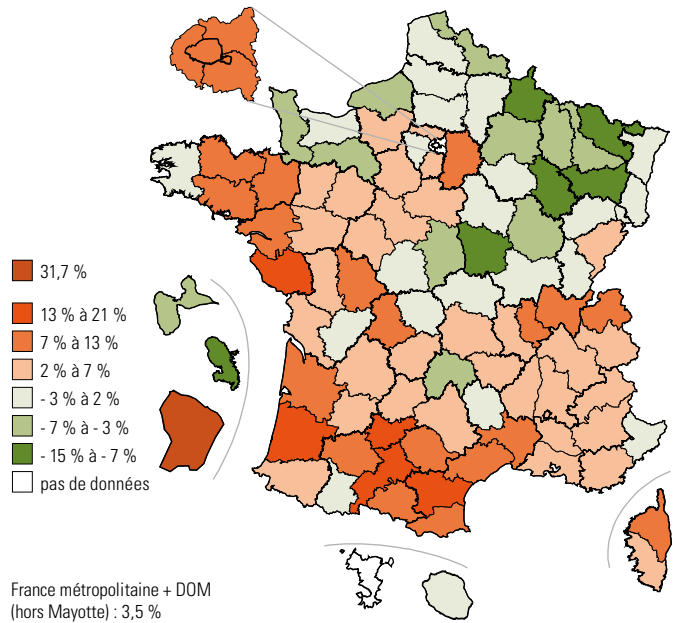 31,7 %
13 % à 21 %
7 % à 13 %
2 % à 7 %
- 3 % à 2 %
- 7 % à - 3 %
- 15 % à - 7 %
pas de données
France métropolitaine + DOM
(hors Mayotte) : 3,5 %